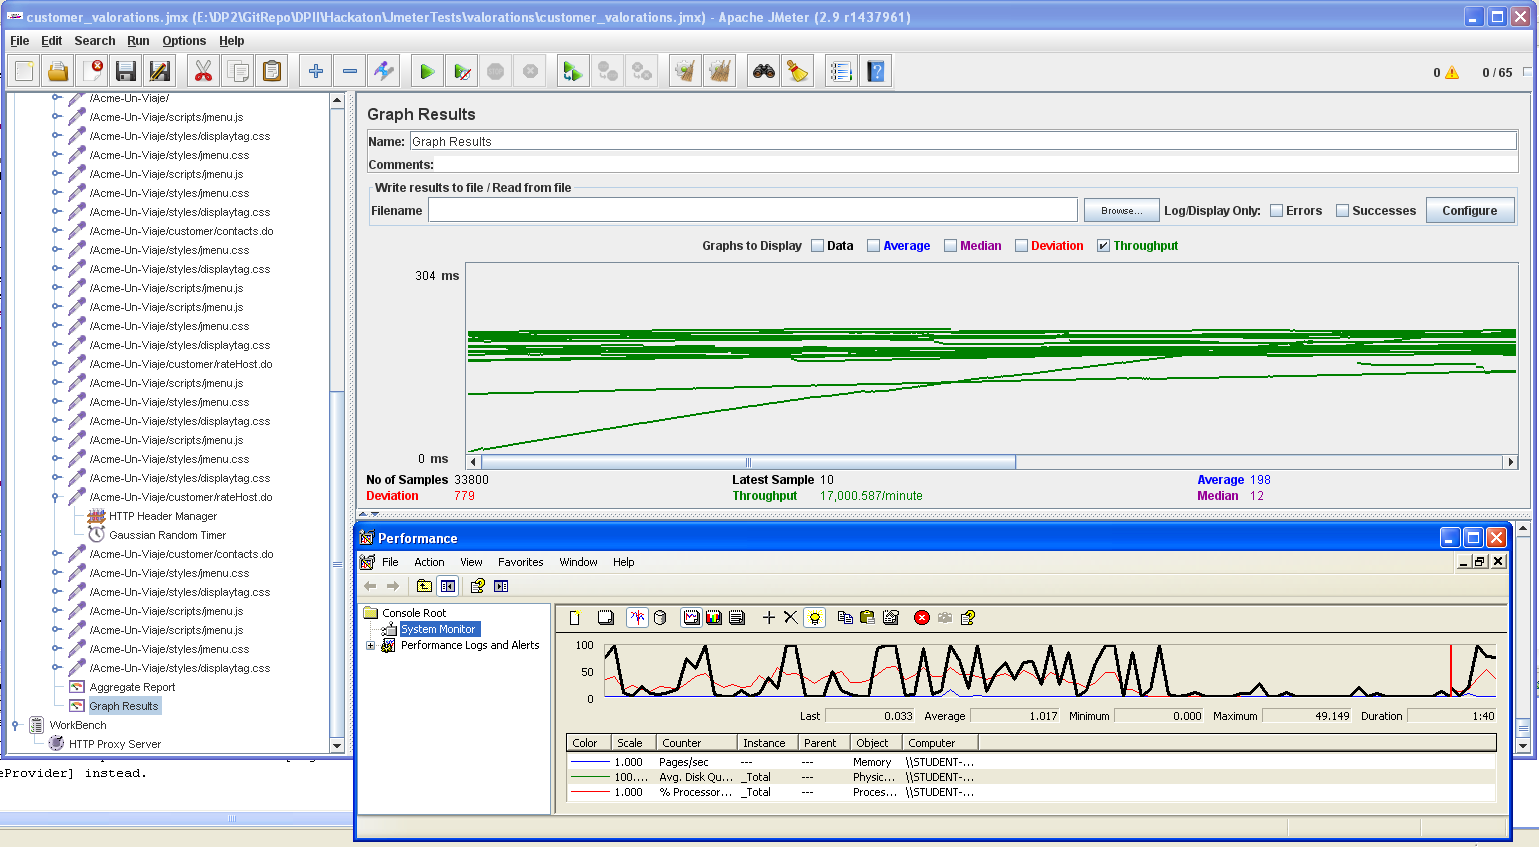 customer_valorations.jmx (E:\DP2\GitRepo\DPII\Hackaton\JmeterTests\valorations\customer_valorations.jmx) - Apache JMeter (2.9 r1437961)
File Edit Search Run Options Help
0 0 / 65
/Acme-Un-Viaje/
/Acme-Un-Viaje/scripts/jmenu.js
/Acme-Un-Viaje/styles/displaytag.css
/Acme-Un-Viaje/styles/jmenu.css
/Acme-Un-Viaje/scripts/jmenu.js
/Acme-Un-Viaje/styles/jmenu.css
/Acme-Un-Viaje/styles/displaytag.css
/Acme-Un-Viaje/customer/contacts.do
/Acme-Un-Viaje/styles/jmenu.css
/Acme-Un-Viaje/styles/displaytag.css
/Acme-Un-Viaje/scripts/jmenu.js
/Acme-Un-Viaje/scripts/jmenu.js
/Acme-Un-Viaje/styles/jmenu.css
/Acme-Un-Viaje/styles/displaytag.css
/Acme-Un-Viaje/customer/rateHost.do
/Acme-Un-Viaje/scripts/jmenu.js
/Acme-Un-Viaje/styles/jmenu.css
/Acme-Un-Viaje/styles/displaytag.css
/Acme-Un-Viaje/scripts/jmenu.js
/Acme-Un-Viaje/styles/jmenu.css
/Acme-Un-Viaje/styles/displaytag.css
/Acme-Un-Viaje/customer/rateHost.do
HTTP Header Manager
Gaussian Random Timer
/Acme-Un-Viaje/customer/contacts.do
/Acme-Un-Viaje/styles/jmenu.css
/Acme-Un-Viaje/styles/displaytag.css
/Acme-Un-Viaje/scripts/jmenu.js
/Acme-Un-Viaje/scripts/jmenu.js
/Acme-Un-Viaje/styles/jmenu.css
/Acme-Un-Viaje/styles/displaytag.css
Aggregate Report
Graph Results
WorkBench
HTTP Proxy Server
eProvider] instead.
Graph Results
Name: Graph Results
Comments:
Write results to file / Read from file
Filename Browse... Log/Display Only: Errors Successes Configure
Graphs to Display Data Average Median Deviation Throughput
304 ms
0 ms
No of Samples 33800 Latest Sample 10 Average 198
Deviation 779 Throughput 17,000.587/minute Median 12
Performance
File Action View Favorites Window Help
Console Root
System Monitor
Performance Logs and Alerts
100
50
0
Last 0.033 Average 1.017 Minimum 0.000 Maximum 49.149 Duration 1:40
Color Scale Counter Instance Parent Object Computer
1.000 Pages/sec --- --- Memory \\STUDENT-...
100.... Avg. Disk Qu... _Total --- Physic... \\STUDENT-...
1.000 % Processor... _Total --- Proces... \\STUDENT-...